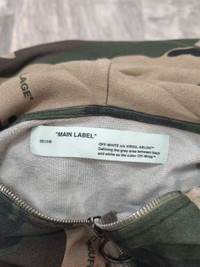 AGE"
"MAIN LABEL"
OFF-WHITE c/o VIRGIL ABLOH™
Defining the grey area between black
and white as the color Off-White™